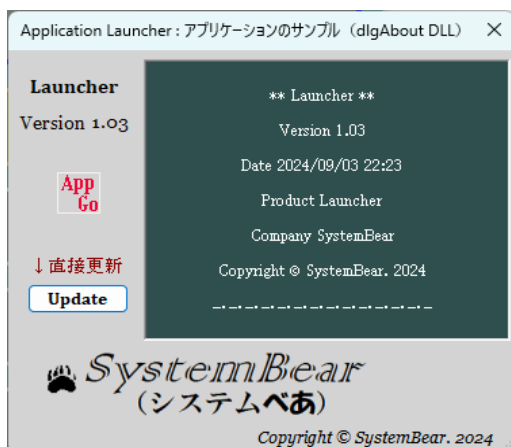 Application Launcher : アプリケーションのサンプル（dlgAbout DLL）
Launcher
Version 1.03
App
Go
↓直接更新
Update
** Launcher **
Version 1.03
Date 2024/09/03 22:23
Product Launcher
Company SystemBear
Copyright © SystemBear. 2024
_._._._._._._._._._._._._._
SystemBear
(システムべあ)
Copyright © SystemBear. 2024